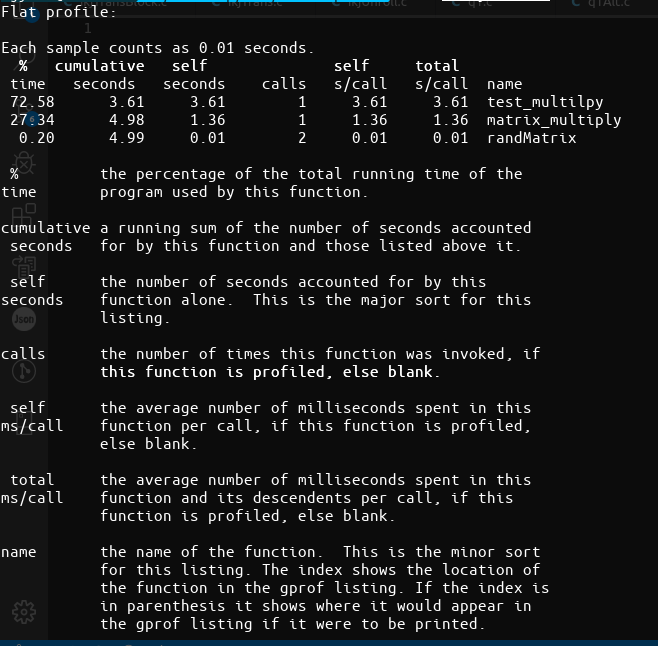 Flat profile:
1
Each sample counts as 0.01 seconds.
  %   cumulative   self              self     total
 time   seconds   seconds    calls   s/call   s/call  name
 72.58      3.61     3.61        1     3.61     3.61  test_multilpy
 27.34      4.98     1.36        1     1.36     1.36  matrix_multiply
  0.20      4.99     0.01        2     0.01     0.01  randMatrix
 %         the percentage of the total running time of the
time       program used by this function.
cumulative a running sum of the number of seconds accounted
 seconds   for by this function and those listed above it.
 self      the number of seconds accounted for by this
seconds    function alone.  This is the major sort for this
           listing.
Json
calls      the number of times this function was invoked, if
           this function is profiled, else blank.
 self      the average number of milliseconds spent in this
ms/call    function per call, if this function is profiled,
           else blank.
 total     the average number of milliseconds spent in this
ms/call    function and its descendents per call, if this
           function is profiled, else blank.
name       the name of the function.  This is the minor sort
           for this listing. The index shows the location of
           the function in the gprof listing. If the index is
           in parenthesis it shows where it would appear in
           the gprof listing if it were to be printed.